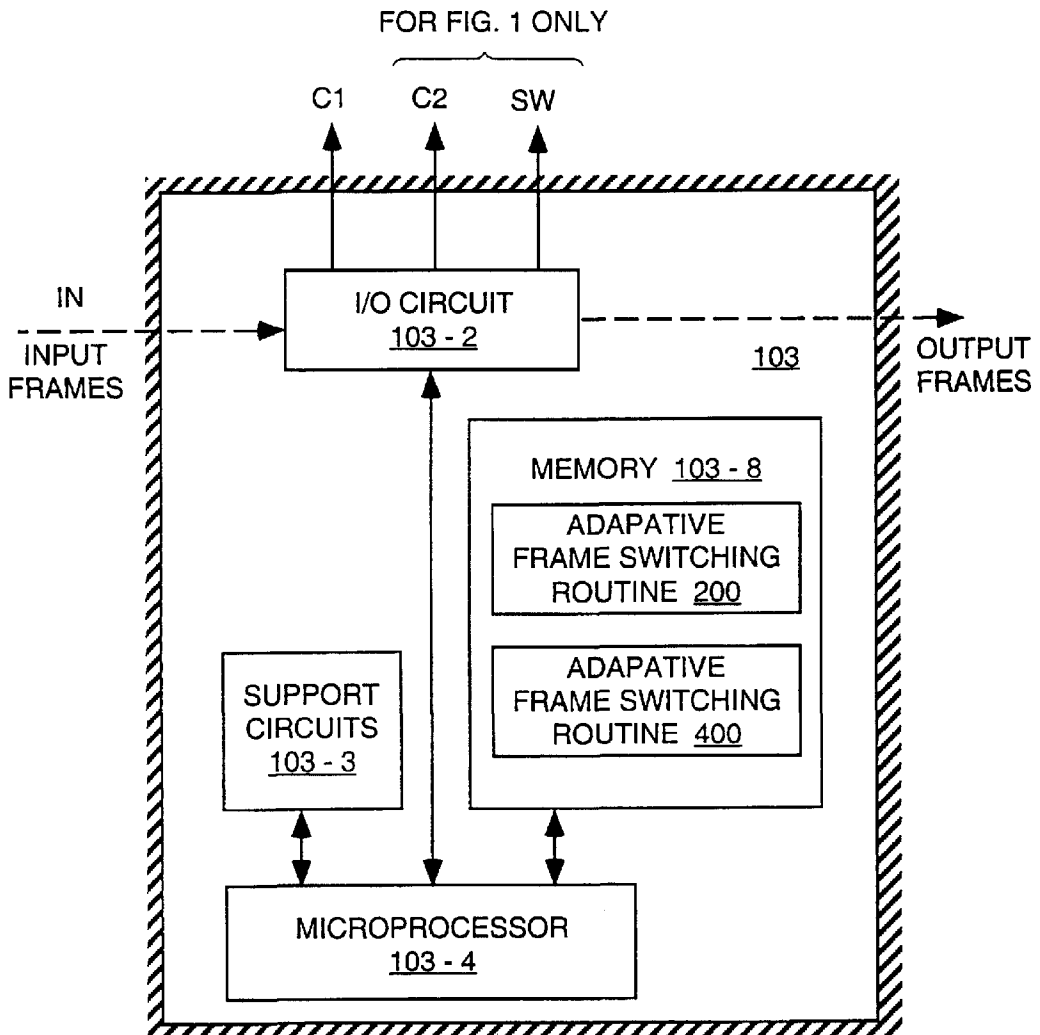 FOR FIG. 1 ONLY
C1
C2
SW
IN
INPUT
FRAMES
I/O CIRCUIT
103 - 2
103
OUTPUT
FRAMES
MEMORY 103 - 8
ADAPATIVE
FRAME SWITCHING
ROUTINE 200
ADAPATIVE
FRAME SWITCHING
ROUTINE 400
SUPPORT
CIRCUITS
103 - 3
MICROPROCESSOR
103 - 4